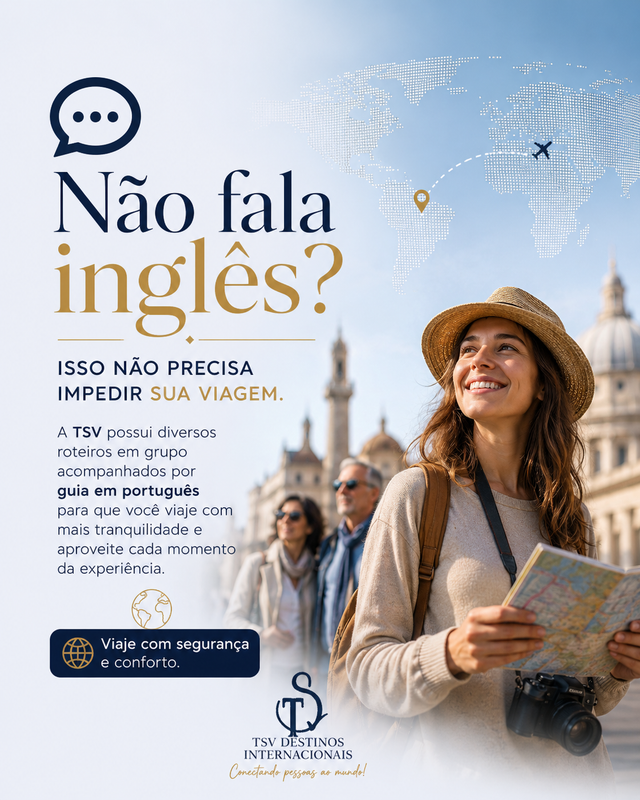 Não fala
inglês?
ISSO NÃO PRECISA
IMPEDIR SUA VIAGEM.
A TSV possui diversos
roteiros em grupo
acompanhados por
guia em português
para que você viaje com
mais tranquilidade e
aproveite cada momento
da experiência.
Viaje com segurança
e conforto.
TSV DESTINOS
INTERNACIONAIS
Conectando pessoas ao mundo!